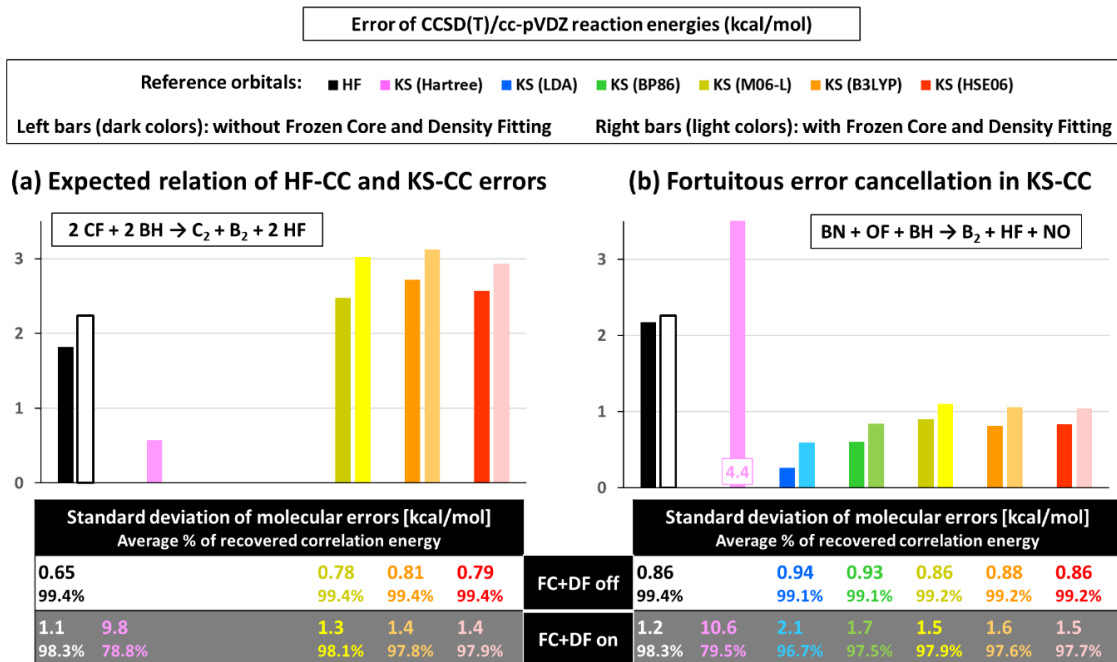 Error of CCSD(T)/cc-pVDZ reaction energies (kcal/mol)
Reference orbitals: HF KS (Hartree) KS (LDA) KS (BP86) KS (M06-L) KS (B3LYP) KS (HSE06)
Left bars (dark colors): without Frozen Core and Density Fitting Right bars (light colors): with Frozen Core and Density Fitting
(a) Expected relation of HF-CC and KS-CC errors
2 CF + 2 BH → C₂ + B₂ + 2 HF
3
2
1
0
Standard deviation of molecular errors [kcal/mol]
Average % of recovered correlation energy
0.65 0.78 0.81 0.79
99.4% 99.4% 99.4% 99.4%
1.1 9.8 1.3 1.4 1.4
98.3% 78.8% 98.1% 97.8% 97.9%
FC+DF off
FC+DF on
(b) Fortuitous error cancellation in KS-CC
BN + OF + BH → B₂ + HF + NO
3
2
1
0
4.4
Standard deviation of molecular errors [kcal/mol]
Average % of recovered correlation energy
0.86 0.94 0.93 0.86 0.88 0.86
99.4% 99.1% 99.1% 99.2% 99.2% 99.2%
1.2 10.6 2.1 1.7 1.5 1.6 1.5
98.3% 79.5% 96.7% 97.5% 97.9% 97.6% 97.7%